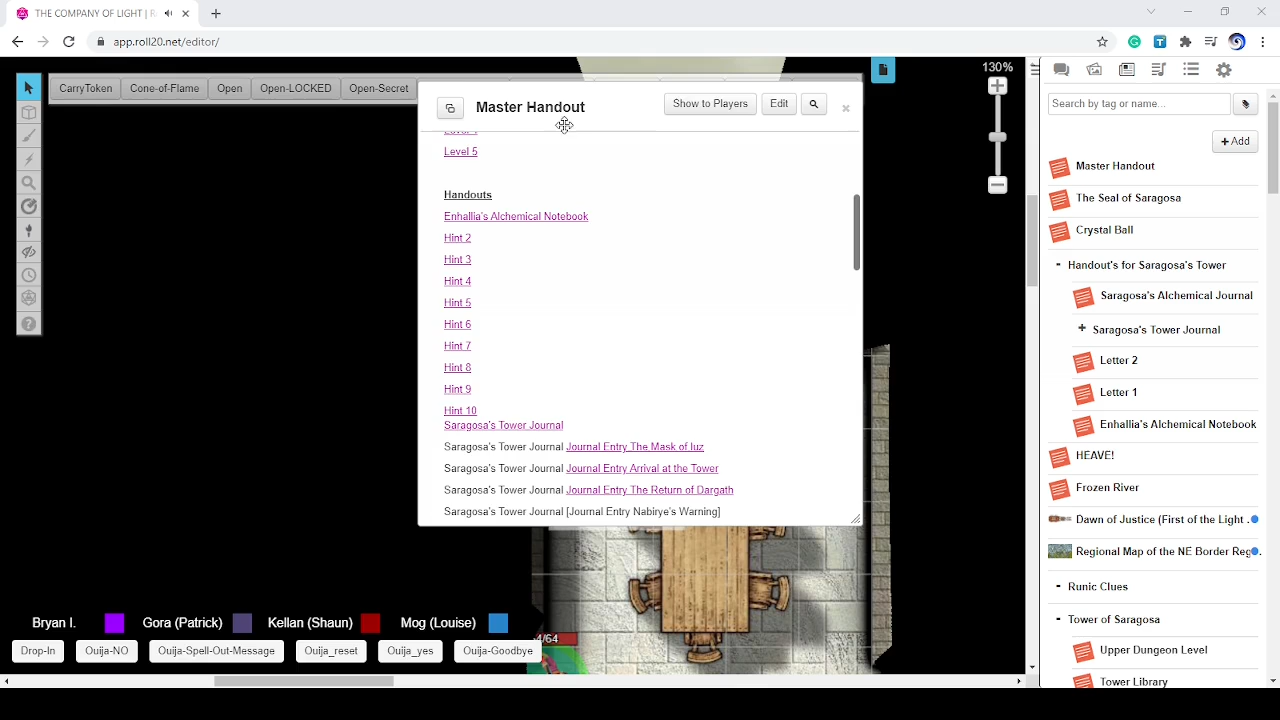 THE COMPANY OF LIGHT | R
app.roll20.net/editor/
CarryToken
Cone-of-Flame
Open
Open-LOCKED
Open-Secret
Master Handout
Show to Players
Edit
130%
Level 5
Handouts
Enhallia's Alchemical Notebook
Hint 2
Hint 3
Hint 4
Hint 5
Hint 6
Hint 7
Hint 8
Hint 9
Hint 10
Saragosa's Tower Journal
Saragosa's Tower Journal Journal Entry The Mask of Iuz
Saragosa's Tower Journal Journal Entry Arrival at the Tower
Saragosa's Tower Journal Journal Entry The Return of Dargath
Saragosa's Tower Journal [Journal Entry Nabirye's Warning]
Search by tag or name...
+ Add
Master Handout
The Seal of Saragosa
Crystal Ball
Handout's for Saragosa's Tower
Saragosa's Alchemical Journal
Saragosa's Tower Journal
Letter 2
Letter 1
Enhallia's Alchemical Notebook
HEAVE!
Frozen River
Dawn of Justice (First of the Light .
Regional Map of the NE Border Reg
Runic Clues
Tower of Saragosa
Upper Dungeon Level
Tower Library
Bryan I.
Gora (Patrick)
Kellan (Shaun)
Mog (Louise)
4/64
Drop-In
Ouija-NO
Ouija-Spell-Out-Message
Ouija_reset
Ouija_yes
Ouija-Goodbye